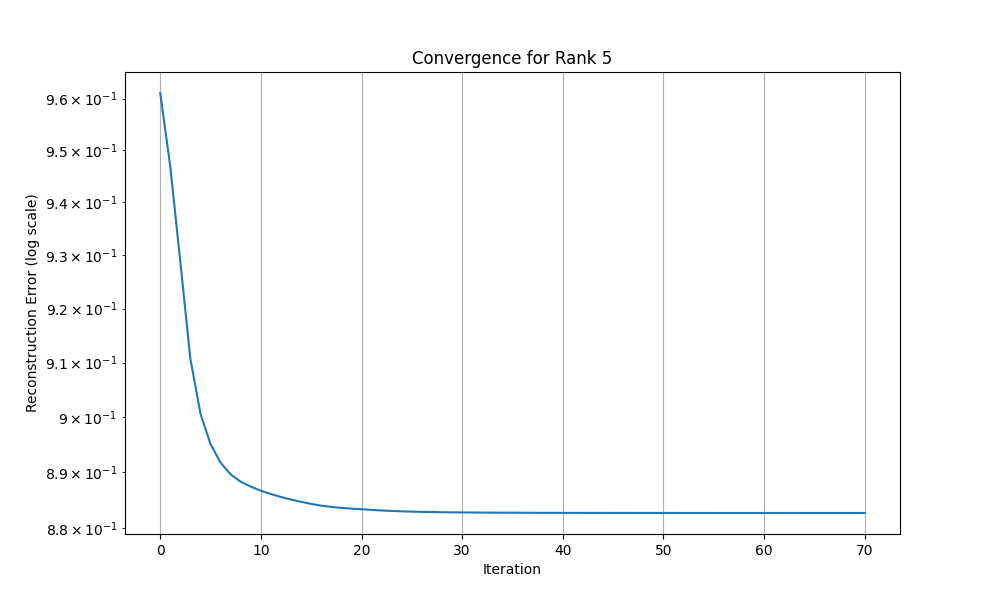 Convergence for Rank 5
Reconstruction Error (log scale)
9.6 × 10⁻¹
9.5 × 10⁻¹
9.4 × 10⁻¹
9.3 × 10⁻¹
9.2 × 10⁻¹
9.1 × 10⁻¹
9 × 10⁻¹
8.9 × 10⁻¹
8.8 × 10⁻¹
0 10 20 30 40 50 60 70
Iteration